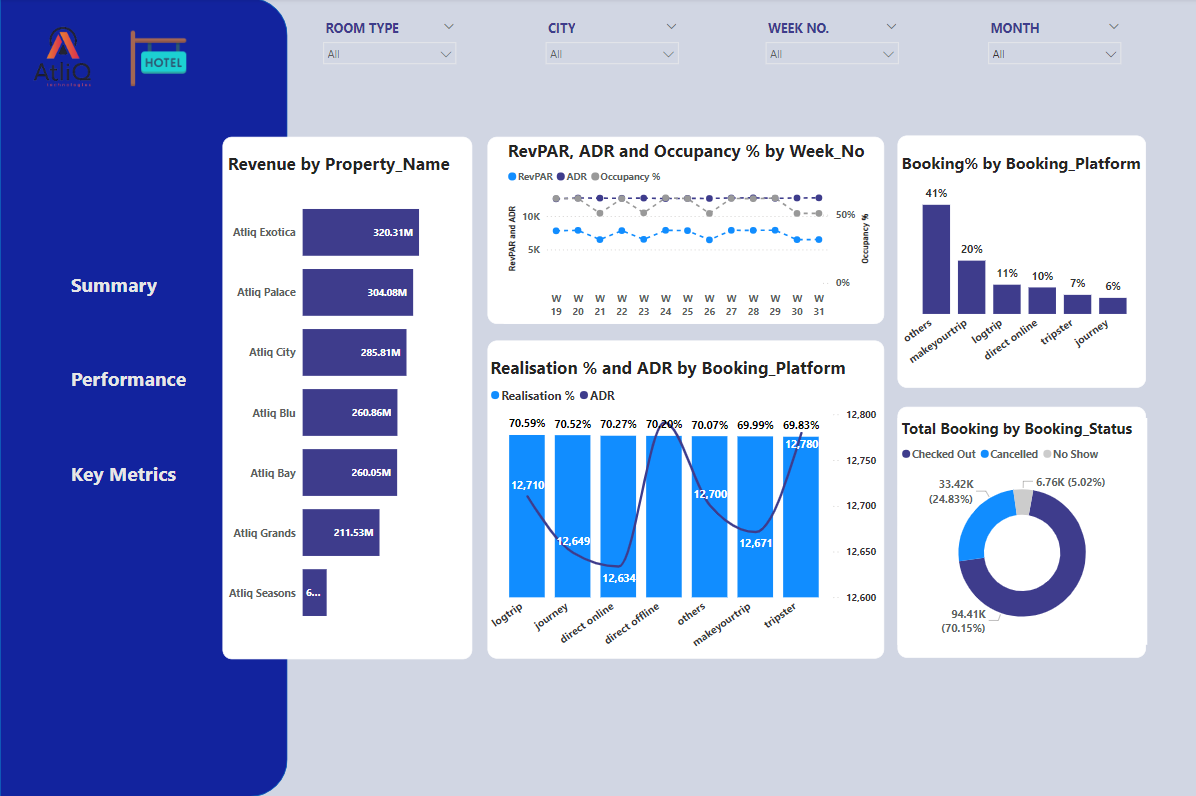 AtliQ
technologies
HOTEL
ROOM TYPE
All
CITY
All
WEEK NO.
All
MONTH
All
Summary
Performance
Key Metrics
Revenue by Property_Name
Atliq Exotica 320.31M
Atliq Palace 304.08M
Atliq City 285.81M
Atliq Blu 260.86M
Atliq Bay 260.05M
Atliq Grands 211.53M
Atliq Seasons 6...
RevPAR, ADR and Occupancy % by Week_No
RevPAR ADR Occupancy %
RevPAR and ADR
10K
5K
50%
0%
Occupancy %
W W W W W W W W W W W W W
19 20 21 22 23 24 25 26 27 28 29 30 31
Realisation % and ADR by Booking_Platform
Realisation % ADR
70.59% 70.52% 70.27% 70.20% 70.07% 69.99% 69.83%
12,710
12,649
12,634
12,700
12,671
12,780
12,800
12,750
12,700
12,650
12,600
logtrip
journey
direct online
direct offline
others
makeyourtrip
tripster
Booking% by Booking_Platform
41%
20%
11%
10%
7%
6%
others
makeyourtrip
logtrip
direct online
tripster
journey
Total Booking by Booking_Status
Checked Out Cancelled No Show
33.42K
(24.83%)
6.76K (5.02%)
94.41K
(70.15%)